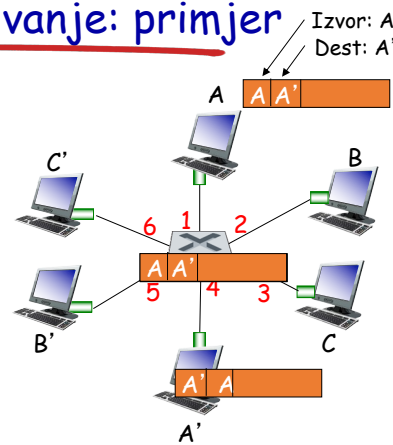 vanje: primjer
Izvor: A
Dest: A'
A
A A'
C'
B
1
6
2
A A'
5
4
3
B'
C
A' A
A'